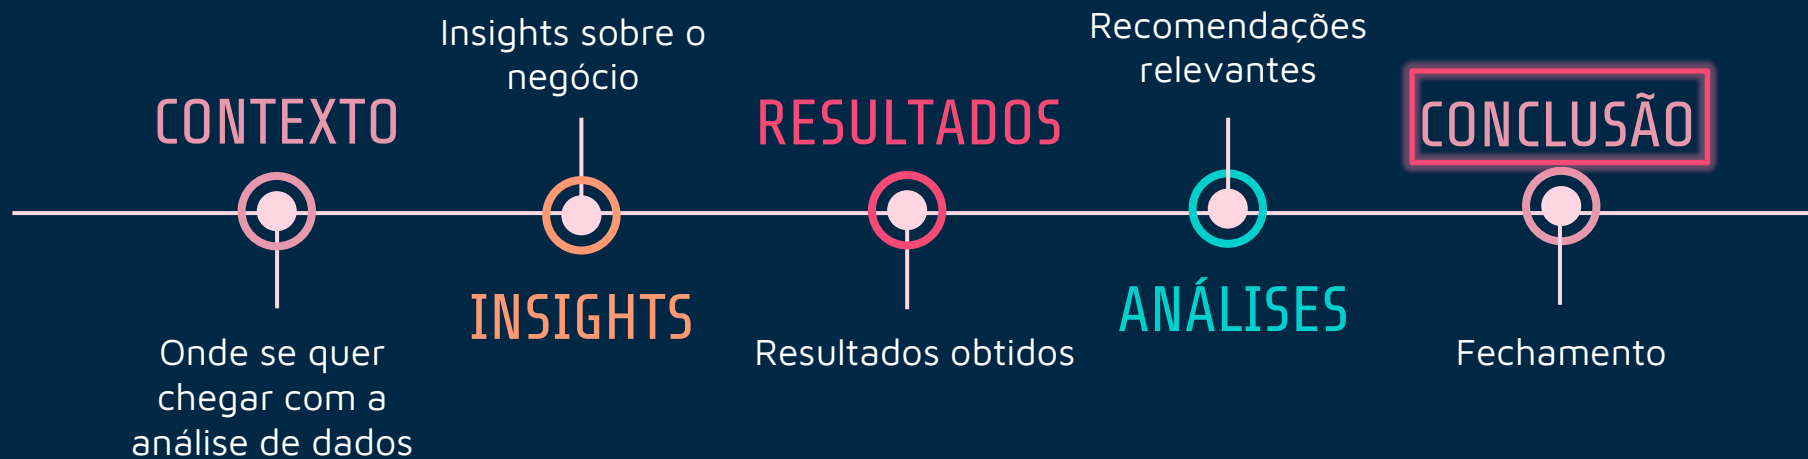 CONTEXTO
Onde se quer
chegar com a
análise de dados
Insights sobre o
negócio
INSIGHTS
RESULTADOS
Resultados obtidos
Recomendações
relevantes
ANÁLISES
CONCLUSÃO
Fechamento